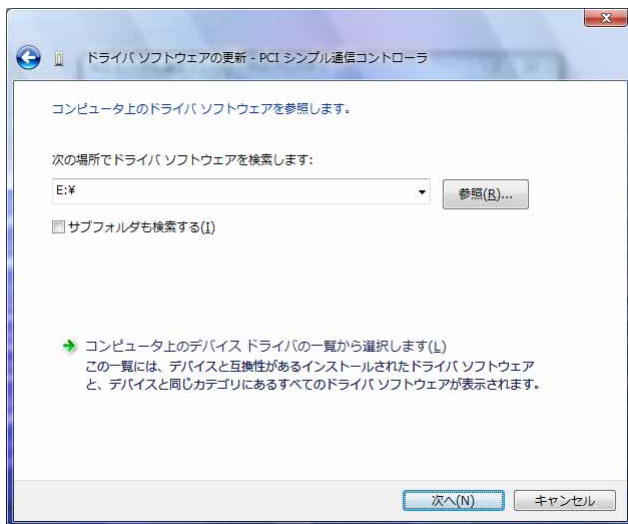 ドライバ ソフトウェアの更新 - PCI シンプル通信コントローラ
コンピュータ上のドライバ ソフトウェアを参照します。
次の場所でドライバ ソフトウェアを検索します:
E:¥
参照(R)...
サブフォルダも検索する(I)
コンピュータ上のデバイス ドライバの一覧から選択します(L)
この一覧には、デバイスと互換性があるインストールされたドライバ ソフトウェア
と、デバイスと同じカテゴリにあるすべてのドライバ ソフトウェアが表示されます。
次へ(N)
キャンセル